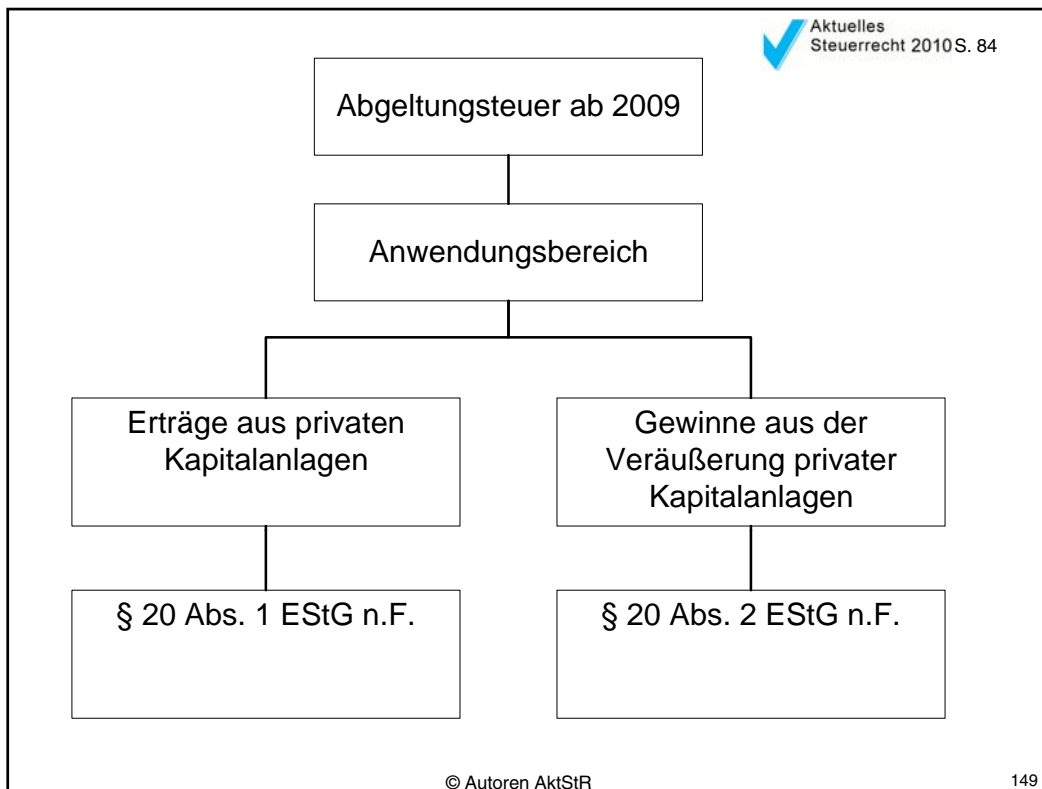 Aktuelles
Steuerrecht 2010 S. 84
Abgeltungsteuer ab 2009
Anwendungsbereich
Erträge aus privaten
Kapitalanlagen
Gewinne aus der
Veräußerung privater
Kapitalanlagen
§ 20 Abs. 1 EStG n.F.
§ 20 Abs. 2 EStG n.F.
© Autoren AktStR
149